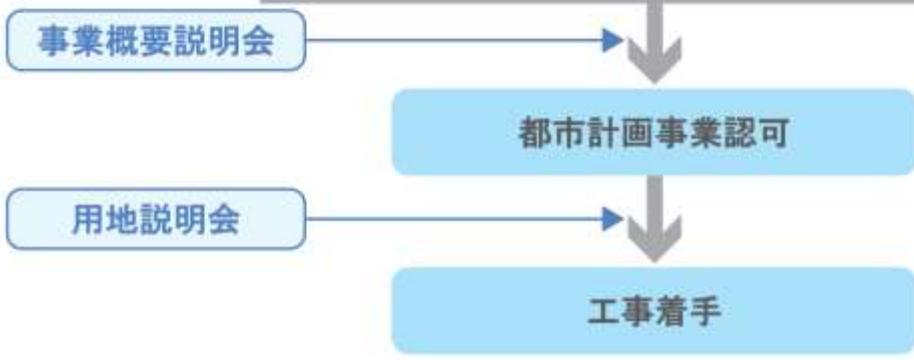 事業概要説明会
都市計画事業認可
用地説明会
工事着手